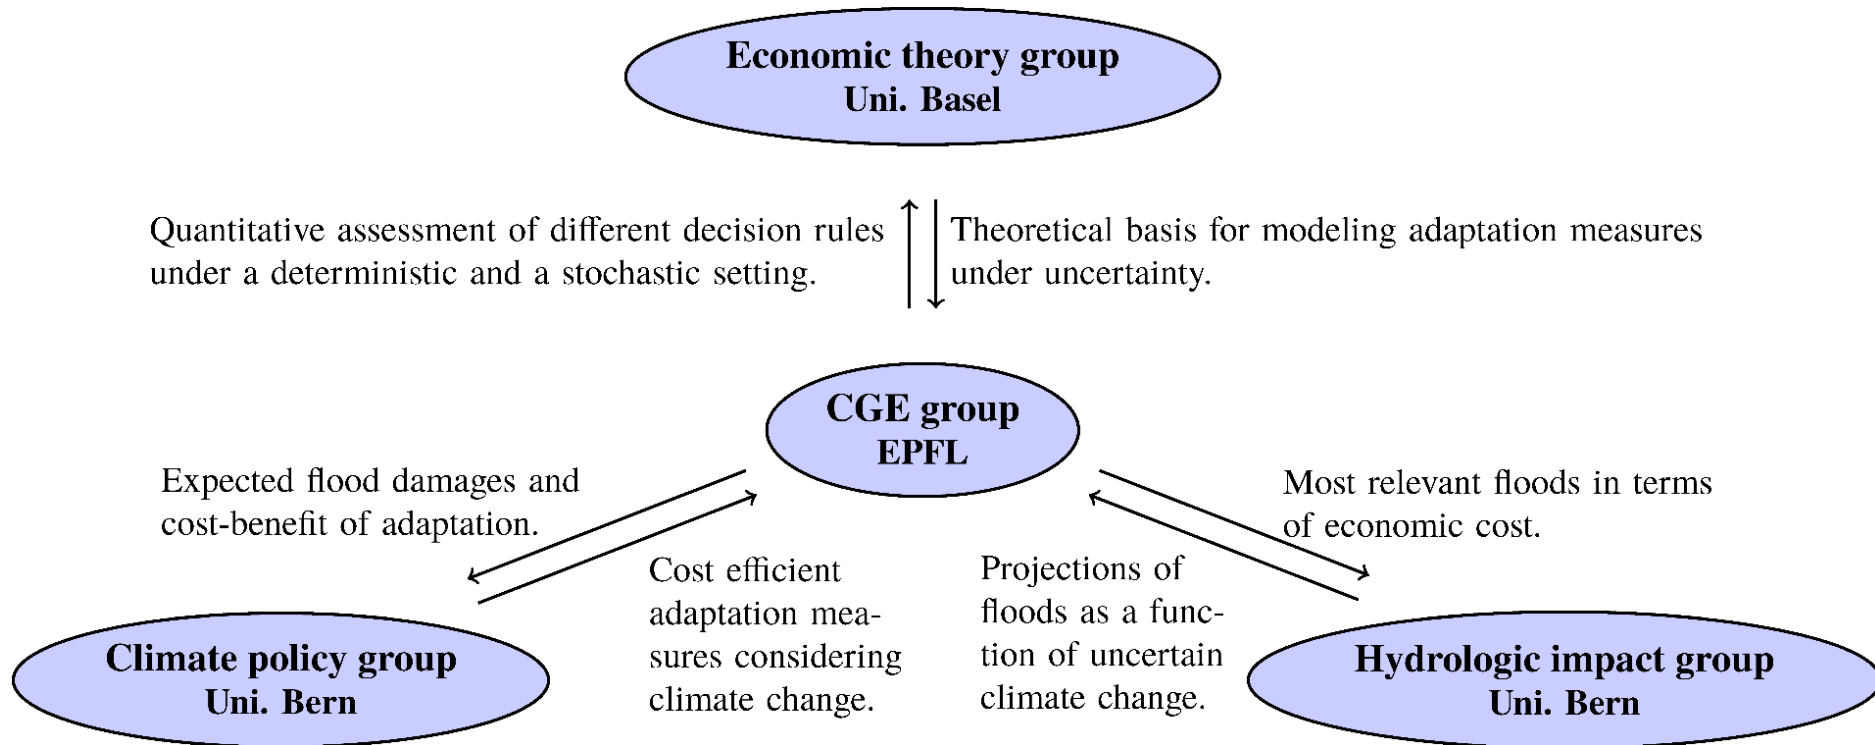 Economic theory group
Uni. Basel
Quantitative assessment of different decision rules
under a deterministic and a stochastic setting.
Theoretical basis for modeling adaptation measures
under uncertainty.
CGE group
EPFL
Expected flood damages and
cost-benefit of adaptation.
Most relevant floods in terms
of economic cost.
Cost efficient
adaptation mea-
sures considering
climate change.
Projections of
floods as a func-
tion of uncertain
climate change.
Climate policy group
Uni. Bern
Hydrologic impact group
Uni. Bern